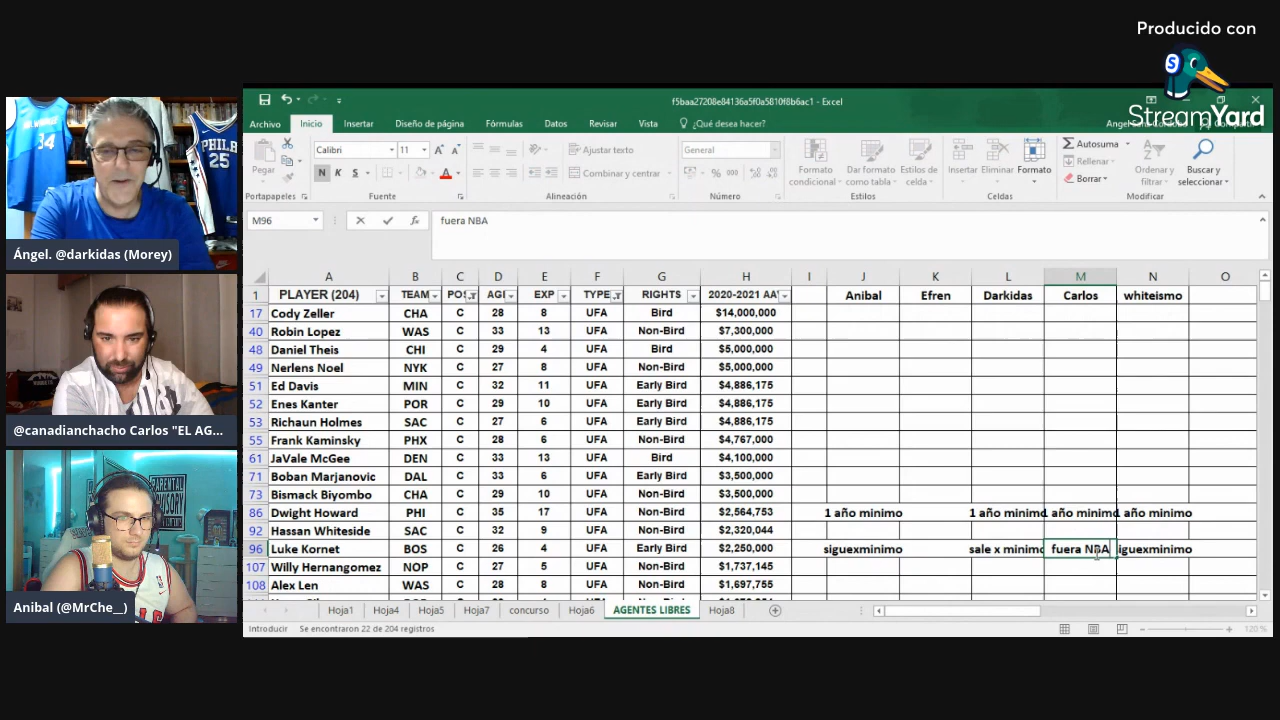 Producido con
StreamYard
34
PHILA
25
Ángel. @darkidas (Morey)
@canadianchacho Carlos "EL AG...
PARENTAL
ADVISORY
Anibal (@MrChe__)
f5baa27208e84136a5f0a5810f8b6ac1 - Excel
Archivo Inicio Insertar Diseño de página Fórmulas Datos Revisar Vista ¿Qué desea hacer?
Pegar
Calibri 11
N K S
Ajustar texto
Combinar y centrar
General
% 000
Formato condicional
Dar formato como tabla
Estilos de celda
Insertar Eliminar Formato
Autosuma
Rellenar
Borrar
Ordenar y filtrar
Buscar y seleccionar
Portapapeles Fuente Alineación Número Estilos Celdas Modificar
M96 fx fuera NBA
A B C D E F G H I J K L M N O
1 PLAYER (204) TEAM PO: AGI EXP TYPE RIGHTS 2020-2021 AA Anibal Efren Darkidas Carlos whiteismo
17 Cody Zeller CHA C 28 8 UFA Bird $14,000,000
40 Robin Lopez WAS C 33 13 UFA Non-Bird $7,300,000
48 Daniel Theis CHI C 29 4 UFA Bird $5,000,000
49 Nerlens Noel NYK C 27 8 UFA Non-Bird $5,000,000
51 Ed Davis MIN C 32 11 UFA Early Bird $4,886,175
52 Enes Kanter POR C 29 10 UFA Early Bird $4,886,175
53 Richaun Holmes SAC C 27 6 UFA Early Bird $4,886,175
55 Frank Kaminsky PHX C 28 6 UFA Non-Bird $4,767,000
61 JaVale McGee DEN C 33 13 UFA Bird $4,100,000
71 Boban Marjanovic DAL C 33 6 UFA Early Bird $3,500,000
73 Bismack Biyombo CHA C 29 10 UFA Non-Bird $3,500,000
86 Dwight Howard PHI C 35 17 UFA Non-Bird $2,564,753 1 año minimo 1 año minimo 1 año minimo 1 año minimo
92 Hassan Whiteside SAC C 32 9 UFA Non-Bird $2,320,044
96 Luke Kornet BOS C 26 4 UFA Early Bird $2,250,000 siguexminimo sale x minimo fuera NBA iguexminimo
107 Willy Hernangomez NOP C 27 5 UFA Non-Bird $1,737,145
108 Alex Len WAS C 28 8 UFA Non-Bird $1,697,755
Hoja1 Hoja4 Hoja5 Hoja7 concurso Hoja6 AGENTES LIBRES Hoja8
Introducir Se encontraron 22 de 204 registros 120 %